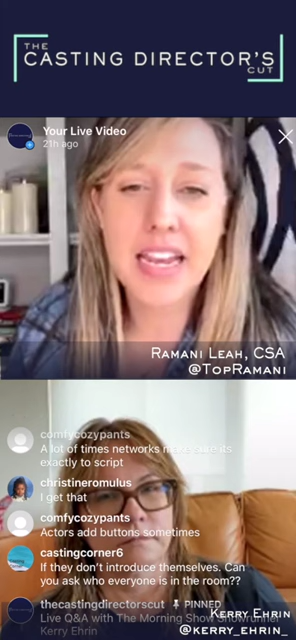 THE
CASTING DIRECTOR'S
CUT
Your Live Video
21h ago
RAMANI LEAH, CSA
@TOPRAMANI
comfycozypants
A lot of times networks make sure its
exactly to script
christineromulus
I get that
comfycozypants
Actors add buttons sometimes
castingcorner6
If they don't introduce themselves. Can
you ask who everyone is in the room??
thecastingdirectorscut PINNED
KERRY EHRIN
Live Q&A with The Morning Show Showrunner
Kerry Ehrin
@KERRY_EHRIN_